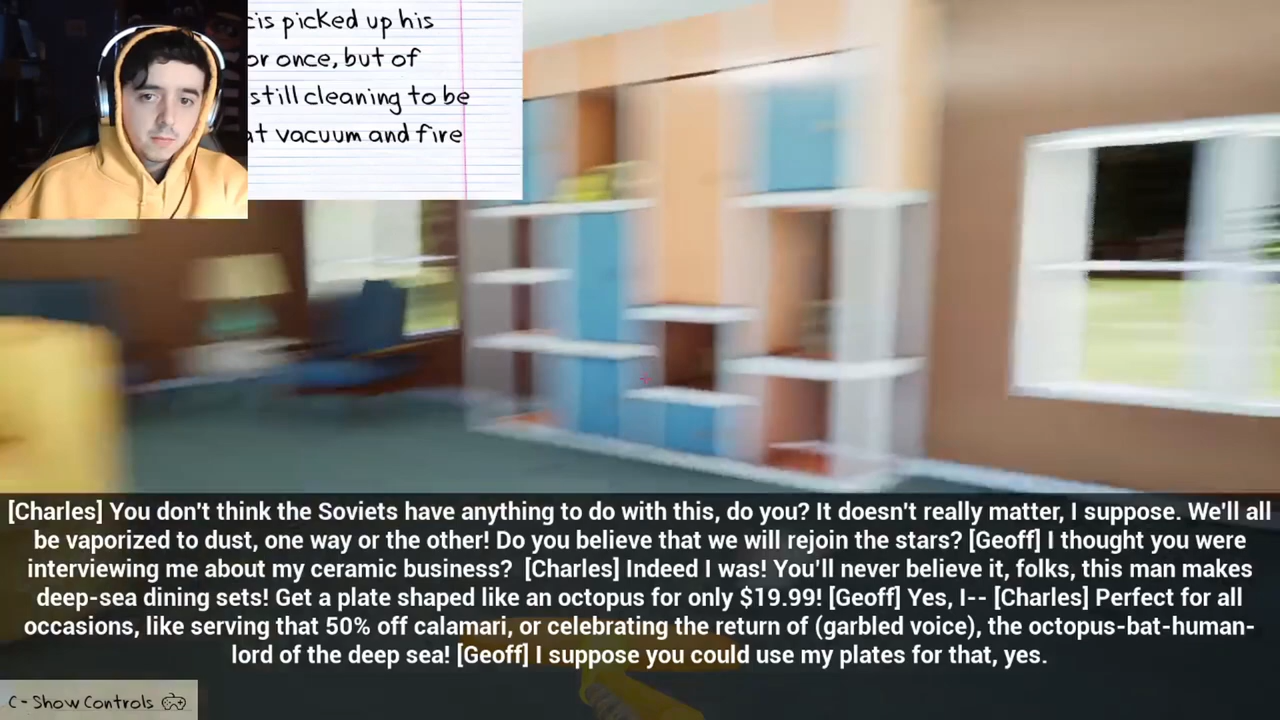 cis picked up his
or once, but of
still cleaning to be
at vacuum and fire
[Charles] You don't think the Soviets have anything to do with this, do you? It doesn't really matter, I suppose. We'll all
be vaporized to dust, one way or the other! Do you believe that we will rejoin the stars? [Geoff] I thought you were
interviewing me about my ceramic business? [Charles] Indeed I was! You'll never believe it, folks, this man makes
deep-sea dining sets! Get a plate shaped like an octopus for only $19.99! [Geoff] Yes, I-- [Charles] Perfect for all
occasions, like serving that 50% off calamari, or celebrating the return of (garbled voice), the octopus-bat-human-
lord of the deep sea! [Geoff] I suppose you could use my plates for that, yes.
C - Show Controls